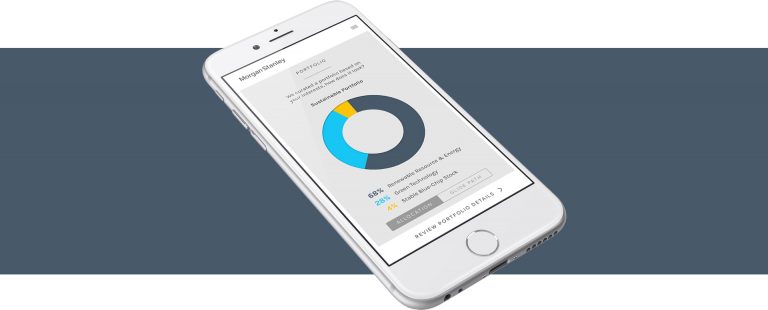 Morgan Stanley
PORTFOLIO
We curated a portfolio based on
your interests, how does it look?
Sustainable Portfolio
68% Renewable Resource & Energy
28% Green Technology
4% Stable Blue-Chip Stock
ALLOCATION GLIDE PATH
REVIEW PORTFOLIO DETAILS